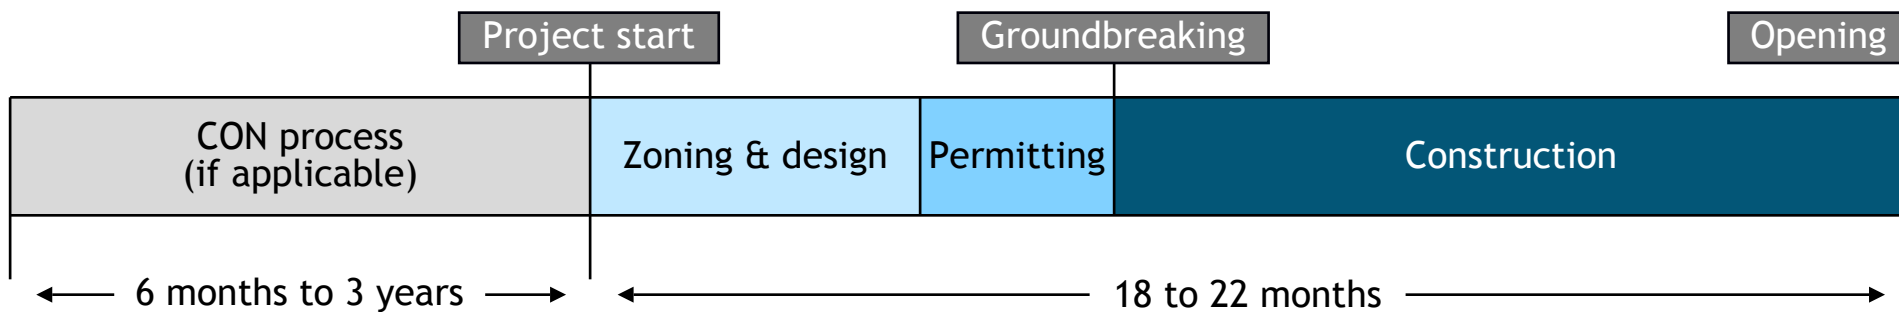 Project start
Groundbreaking
Opening
CON process
(if applicable)
Zoning & design
Permitting
Construction
6 months to 3 years
18 to 22 months